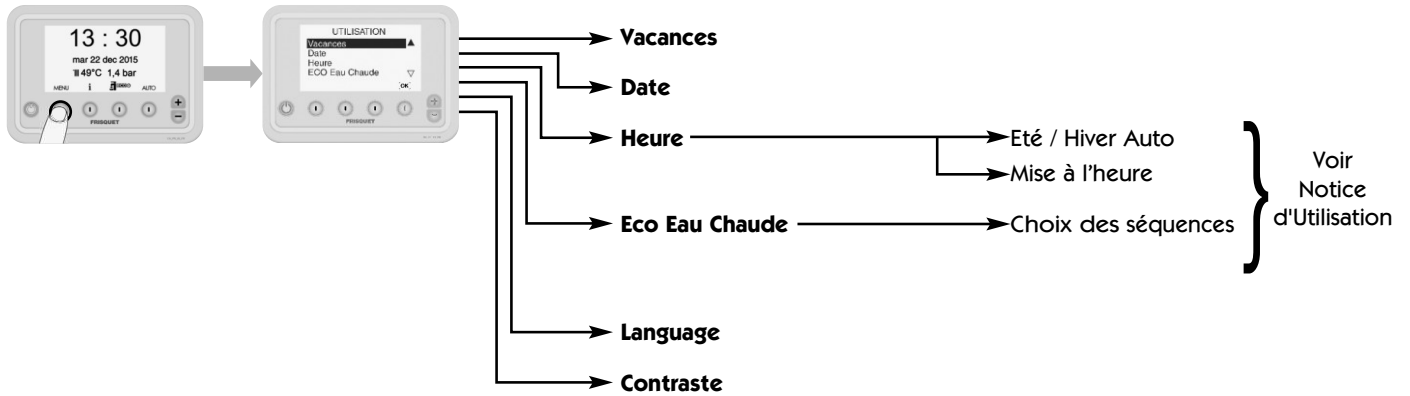 13 : 30
mar 22 dec 2015
49°C 1,4 bar
MENU i AUTO
+
-
FRISQUET
UTILISATION
Vacances
Date
Heure
ECO Eau Chaude
OK
+
-
FRISQUET
Vacances
Date
Heure
Eté / Hiver Auto
Mise à l'heure
Eco Eau Chaude
Choix des séquences
Voir
Notice
d'Utilisation
Language
Contraste